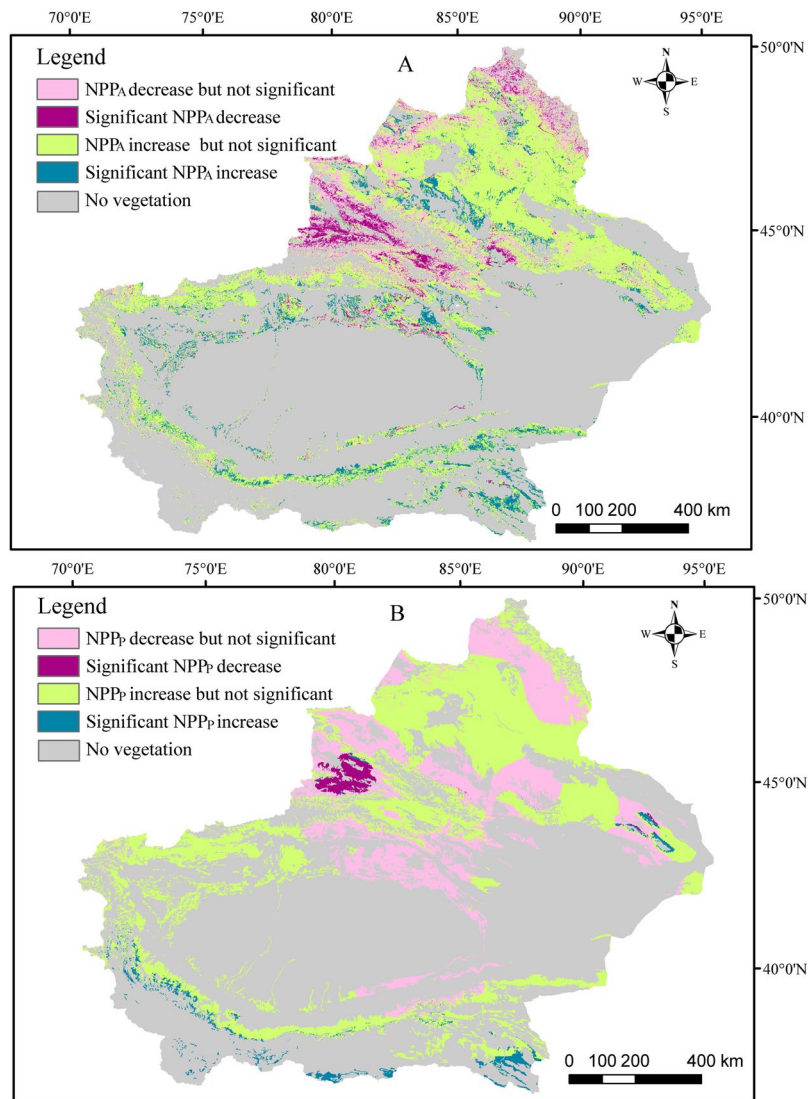 70°0'E 75°0'E 80°0'E 85°0'E 90°0'E 95°0'E
Legend
A
N
W E
S
50°0'N
NPPA decrease but not significant
Significant NPPA decrease
NPPA increase but not significant
Significant NPPA increase
No vegetation
45°0'N
40°0'N
0 100 200 400 km
70°0'E 75°0'E 80°0'E 85°0'E 90°0'E 95°0'E
Legend
B
N
W E
S
50°0'N
NPPP decrease but not significant
Significant NPPP decrease
NPPP increase but not significant
Significant NPPP increase
No vegetation
45°0'N
40°0'N
0 100 200 400 km